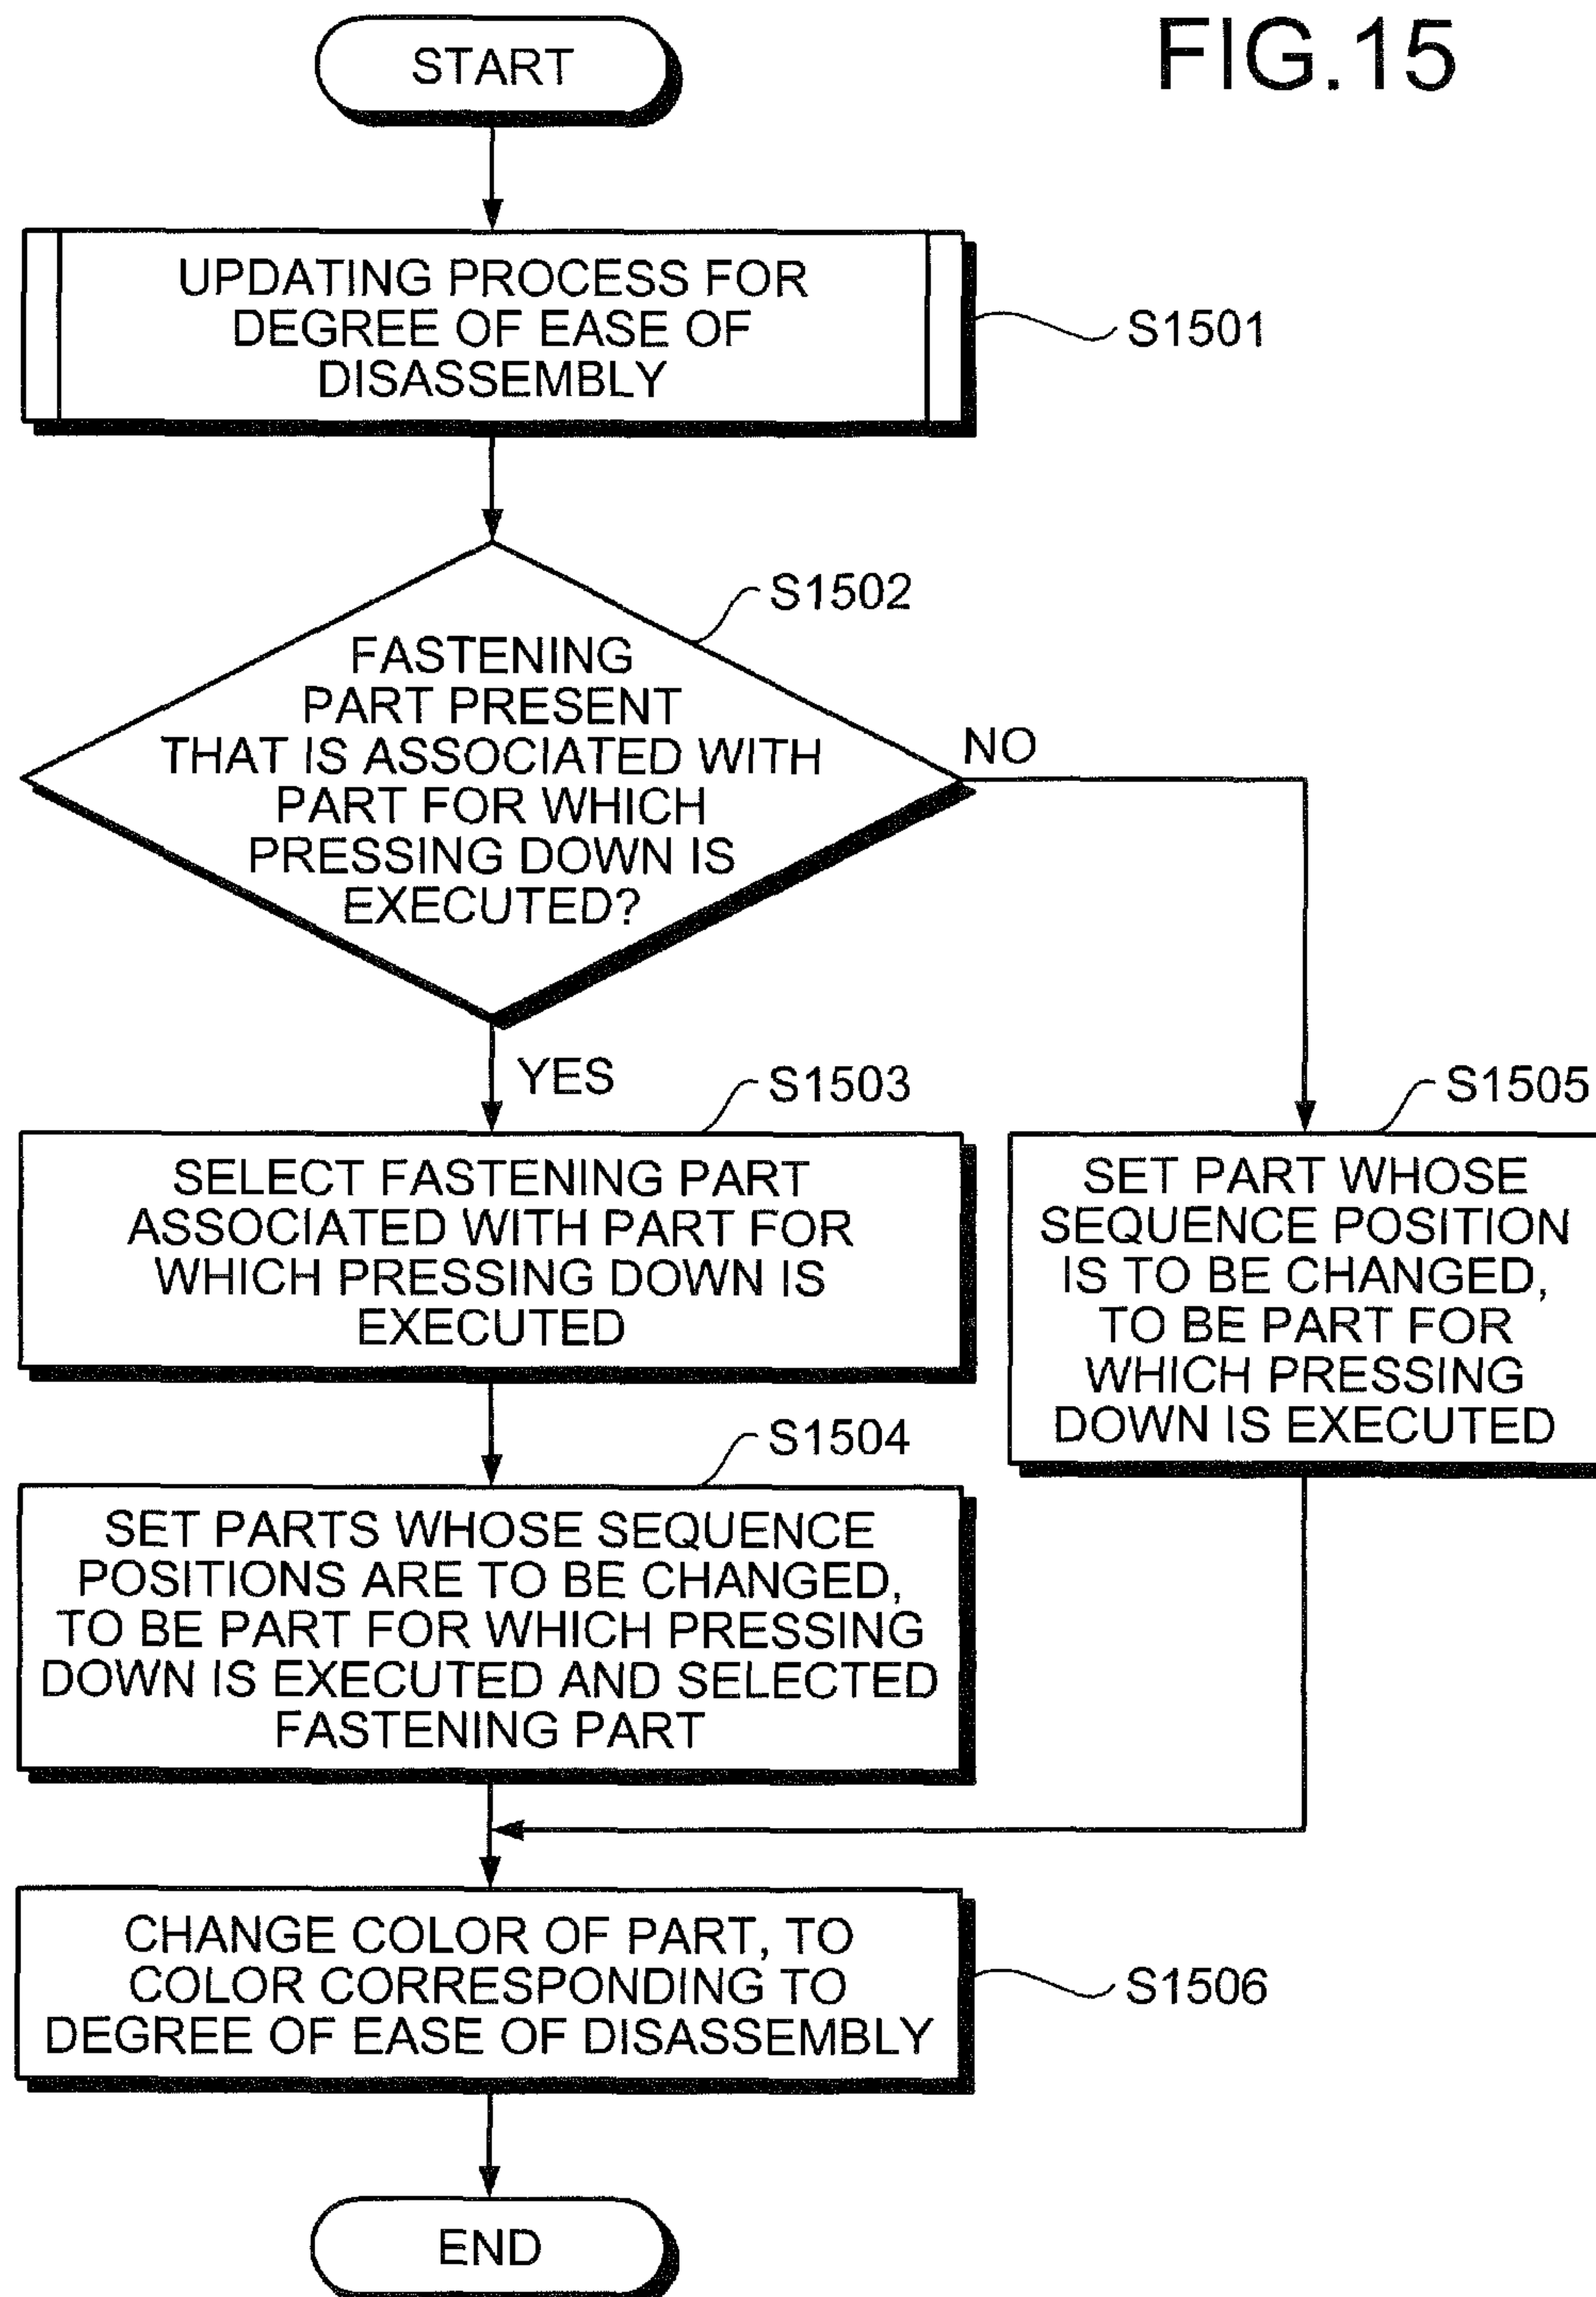 FIG.15
START
UPDATING PROCESS FOR
DEGREE OF EASE OF
DISASSEMBLY
S1501
S1502
FASTENING
PART PRESENT
THAT IS ASSOCIATED WITH
PART FOR WHICH
PRESSING DOWN IS
EXECUTED?
NO
YES
S1503
SELECT FASTENING PART
ASSOCIATED WITH PART FOR
WHICH PRESSING DOWN IS
EXECUTED
S1505
SET PART WHOSE
SEQUENCE POSITION
IS TO BE CHANGED,
TO BE PART FOR
WHICH PRESSING
DOWN IS EXECUTED
S1504
SET PARTS WHOSE SEQUENCE
POSITIONS ARE TO BE CHANGED,
TO BE PART FOR WHICH PRESSING
DOWN IS EXECUTED AND SELECTED
FASTENING PART
CHANGE COLOR OF PART, TO
COLOR CORRESPONDING TO
DEGREE OF EASE OF DISASSEMBLY
S1506
END